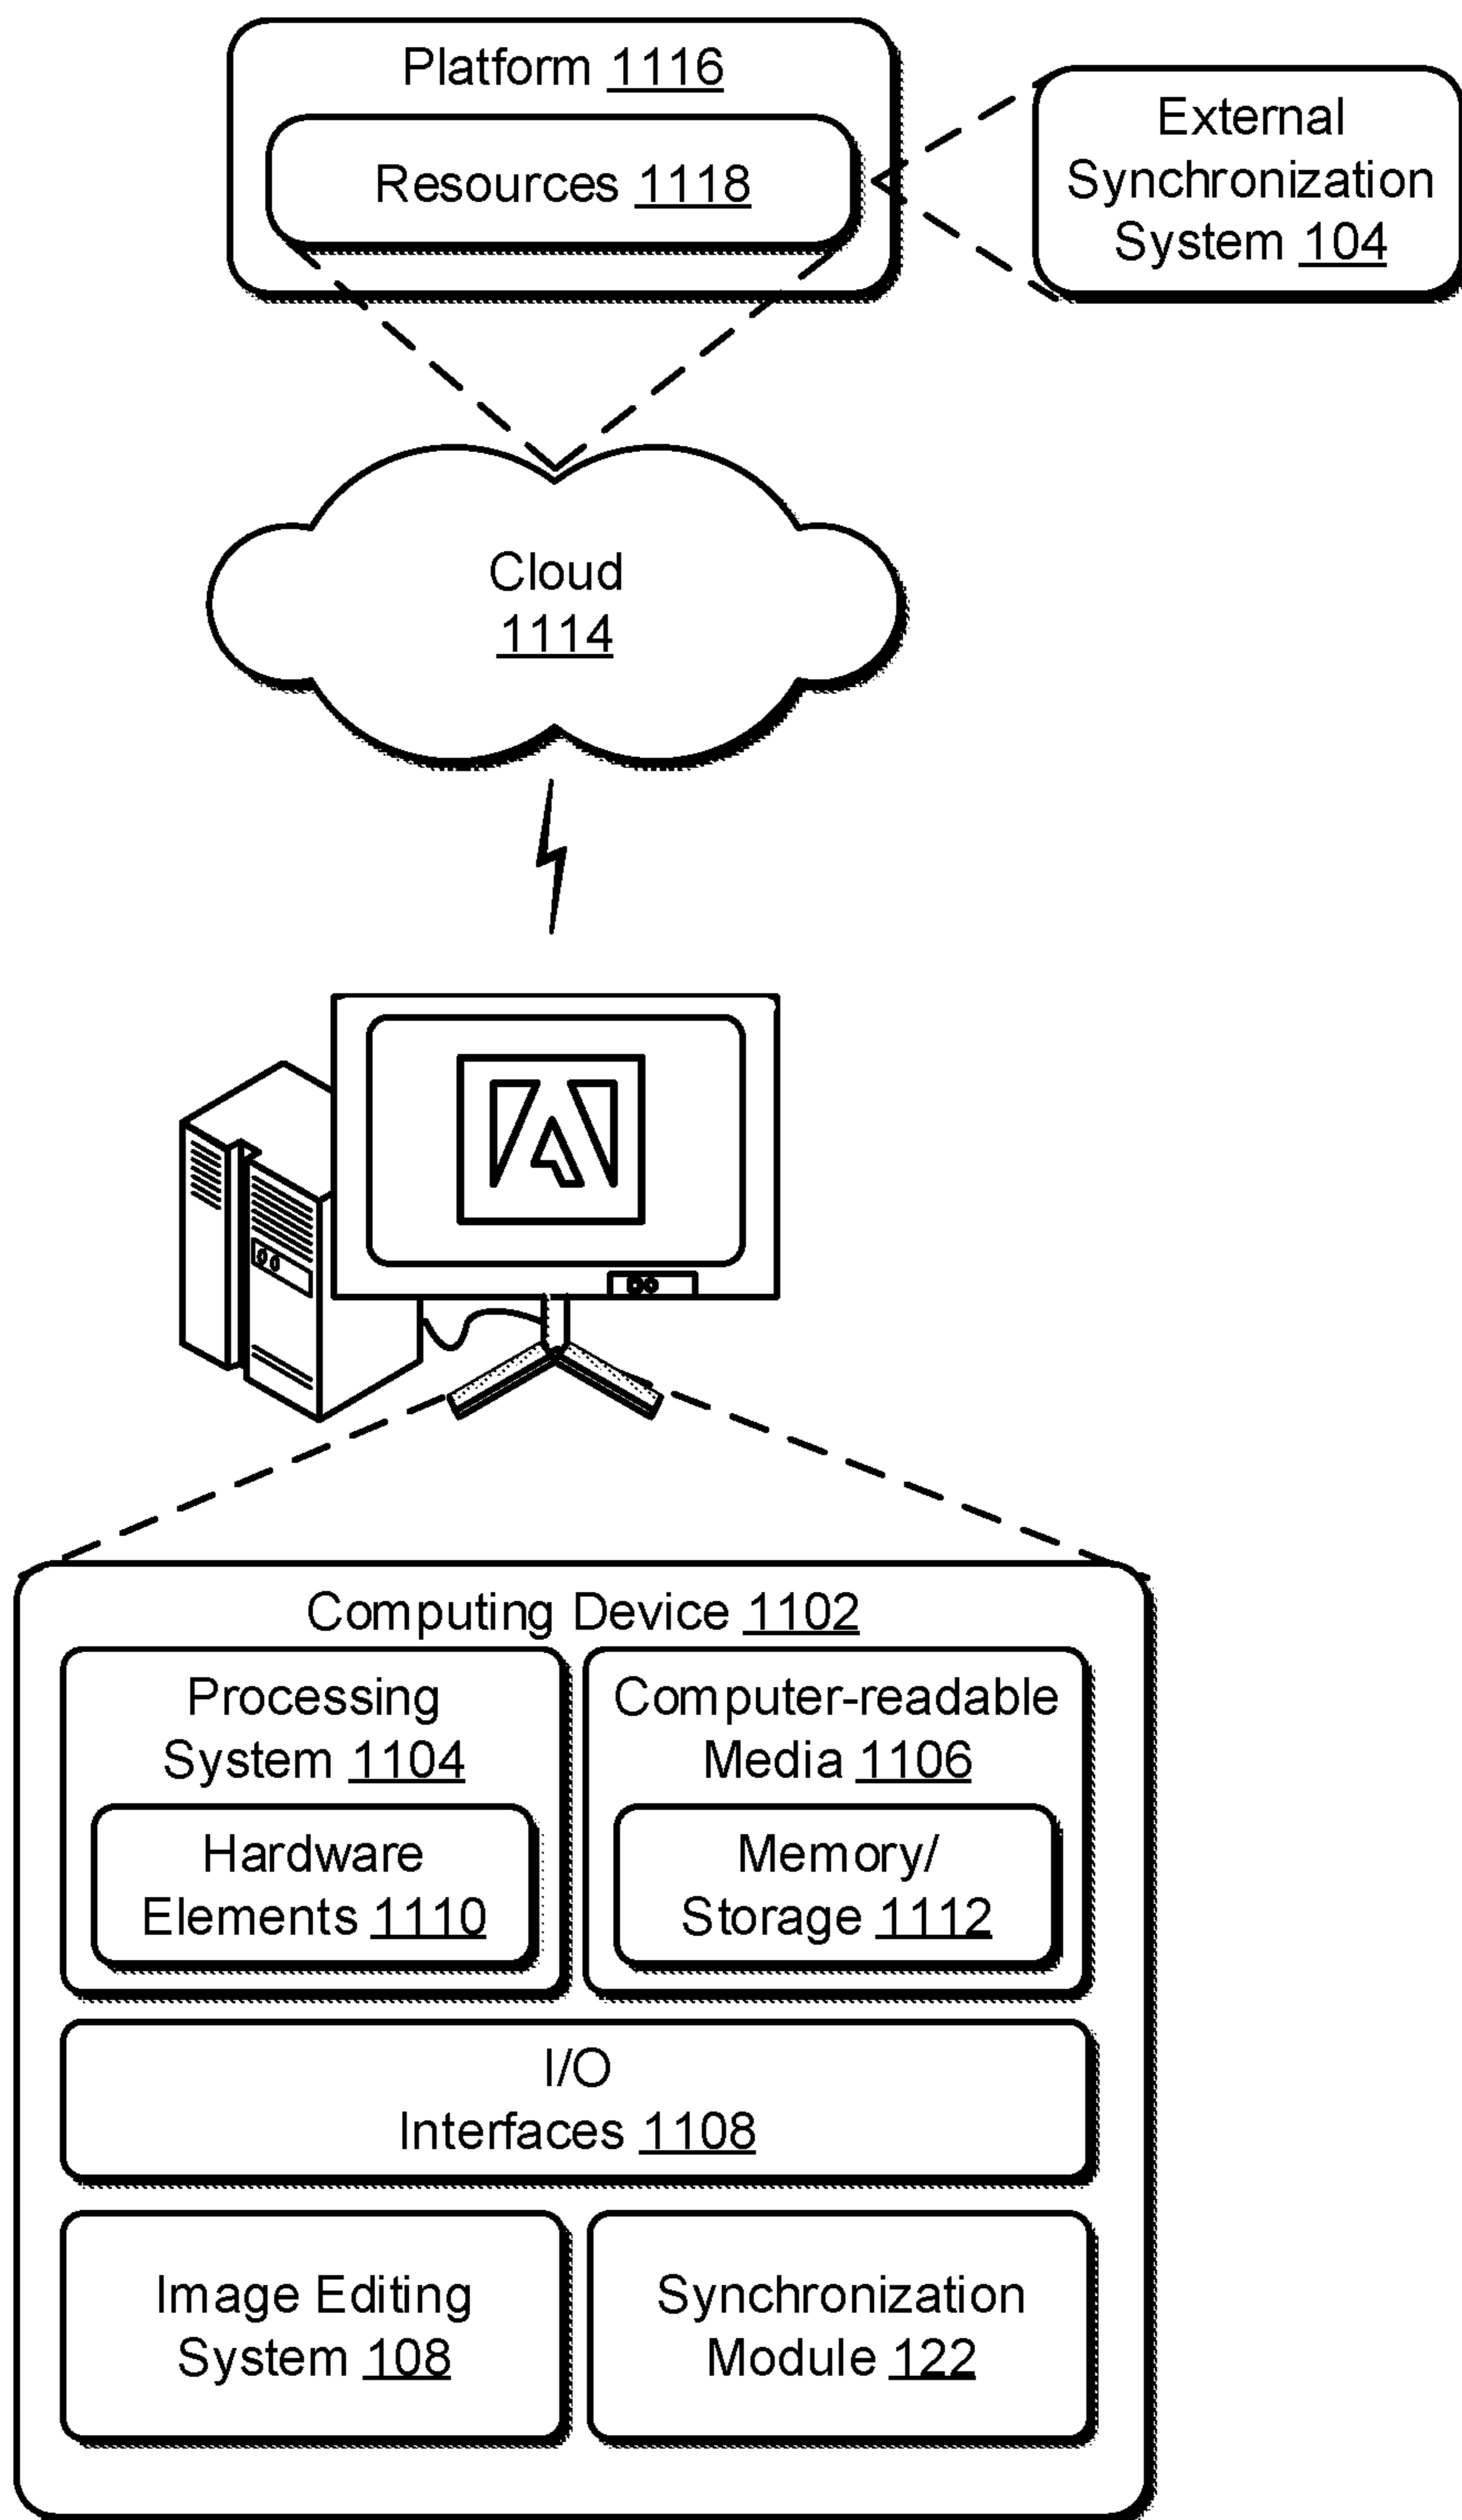 Platform 1116
Resources 1118
External
Synchronization
System 104
Cloud
1114
Computing Device 1102
Processing
System 1104
Hardware
Elements 1110
Computer-readable
Media 1106
Memory/
Storage 1112
I/O
Interfaces 1108
Image Editing
System 108
Synchronization
Module 122